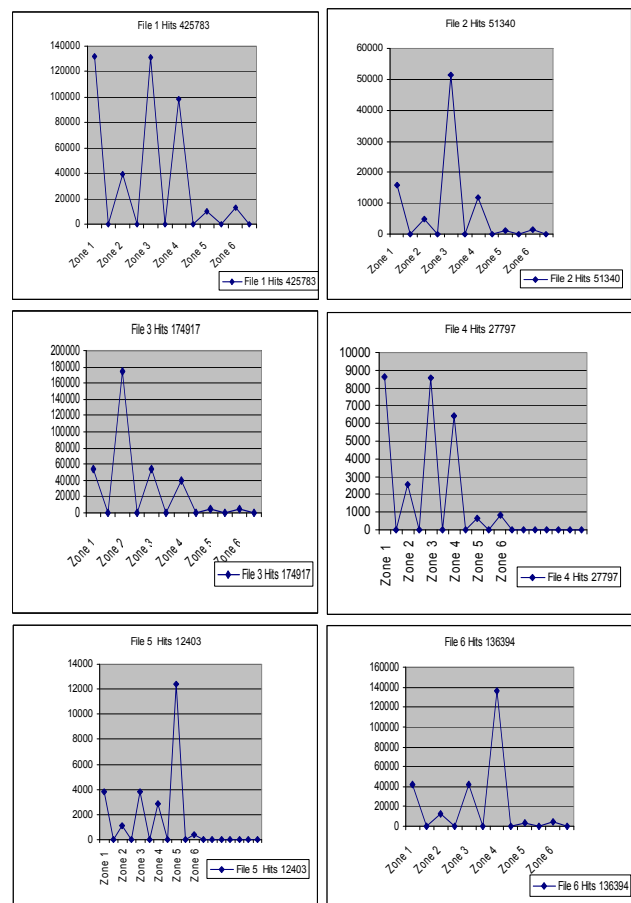 File 1 Hits 425783
140000
120000
100000
80000
60000
40000
20000
0
Zone 1
Zone 2
Zone 3
Zone 4
Zone 5
Zone 6
File 1 Hits 425783
File 2 Hits 51340
60000
50000
40000
30000
20000
10000
0
Zone 1
Zone 2
Zone 3
Zone 4
Zone 5
Zone 6
File 2 Hits 51340
File 3 Hits 174917
200000
180000
160000
140000
120000
100000
80000
60000
40000
20000
0
Zone 1
Zone 2
Zone 3
Zone 4
Zone 5
Zone 6
File 3 Hits 174917
File 4 Hits 27797
10000
9000
8000
7000
6000
5000
4000
3000
2000
1000
0
Zone 1
Zone 2
Zone 3
Zone 4
Zone 5
Zone 6
File 4 Hits 27797
File 5 Hits 12403
14000
12000
10000
8000
6000
4000
2000
0
Zone 1
Zone 2
Zone 3
Zone 4
Zone 5
Zone 6
File 5 Hits 12403
File 6 Hits 136394
160000
140000
120000
100000
80000
60000
40000
20000
0
Zone 1
Zone 2
Zone 3
Zone 4
Zone 5
Zone 6
File 6 Hits 136394